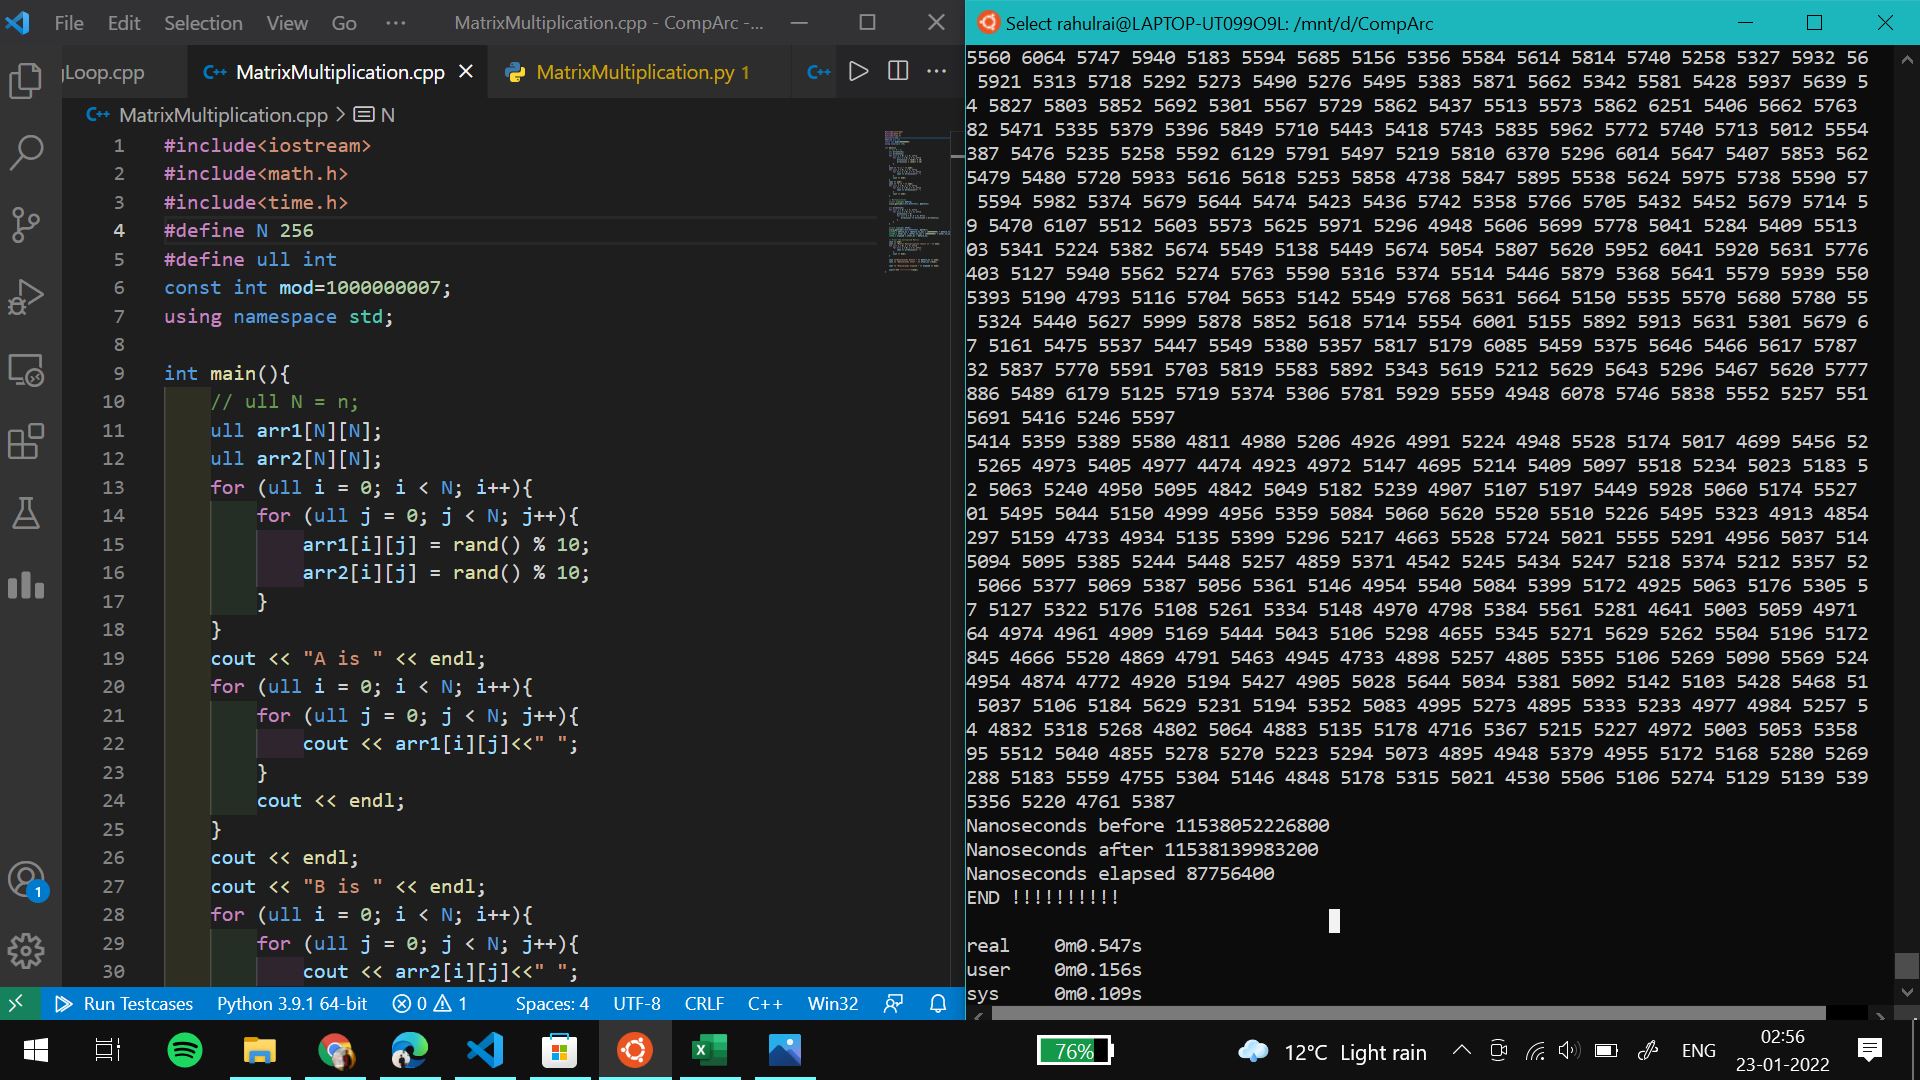 File Edit Selection View Go ··· MatrixMultiplication.cpp - CompArc -...
gLoop.cpp MatrixMultiplication.cpp MatrixMultiplication.py 1
MatrixMultiplication.cpp > N
1 #include<iostream>
2 #include<math.h>
3 #include<time.h>
4 #define N 256
5 #define ull int
6 const int mod=1000000007;
7 using namespace std;
8
9 int main(){
10 // ull N = n;
11 ull arr1[N][N];
12 ull arr2[N][N];
13 for (ull i = 0; i < N; i++){
14 for (ull j = 0; j < N; j++){
15 arr1[i][j] = rand() % 10;
16 arr2[i][j] = rand() % 10;
17 }
18 }
19 cout << "A is " << endl;
20 for (ull i = 0; i < N; i++){
21 for (ull j = 0; j < N; j++){
22 cout << arr1[i][j]<<" ";
23 }
24 cout << endl;
25 }
26 cout << endl;
27 cout << "B is " << endl;
28 for (ull i = 0; i < N; i++){
29 for (ull j = 0; j < N; j++){
30 cout << arr2[i][j]<<" ";
1
Run Testcases Python 3.9.1 64-bit 0 1 Spaces: 4 UTF-8 CRLF C++ Win32
Select rahulrai@LAPTOP-UT099O9L: /mnt/d/CompArc
5560 6064 5747 5940 5183 5594 5685 5156 5356 5584 5614 5814 5740 5258 5327 5932 56
5921 5313 5718 5292 5273 5490 5276 5495 5383 5871 5662 5342 5581 5428 5937 5639 5
4 5827 5803 5852 5692 5301 5567 5729 5862 5437 5513 5573 5862 6251 5406 5662 5763
82 5471 5335 5379 5396 5849 5710 5443 5418 5743 5835 5962 5772 5740 5713 5012 5554
387 5476 5235 5258 5592 6129 5791 5497 5219 5810 6370 5296 6014 5647 5407 5853 562
5479 5480 5720 5933 5616 5618 5253 5858 4738 5847 5895 5538 5624 5975 5738 5590 57
5594 5982 5374 5679 5644 5474 5423 5436 5742 5358 5766 5705 5432 5452 5679 5714 59
9 5470 6107 5512 5603 5573 5625 5971 5296 4948 5606 5699 5778 5041 5284 5409 5513
03 5341 5224 5382 5674 5549 5138 5449 5674 5054 5807 5620 5952 6041 5920 5631 5776
403 5127 5940 5562 5274 5763 5590 5316 5374 5514 5446 5879 5368 5641 5579 5939 550
5393 5190 4793 5116 5704 5653 5142 5549 5768 5631 5664 5150 5535 5570 5680 5780 55
5324 5440 5627 5999 5878 5852 5618 5714 5554 6001 5155 5892 5913 5631 5301 5679 6
7 5161 5475 5537 5447 5549 5380 5357 5817 5179 6085 5459 5375 5646 5466 5617 5787
32 5837 5770 5591 5703 5819 5583 5892 5343 5619 5212 5629 5643 5296 5467 5620 5777
886 5489 6179 5125 5719 5374 5306 5781 5929 5559 4948 6078 5746 5838 5552 5257 551
5691 5416 5246 5597
5414 5359 5389 5580 4811 4980 5206 4926 4991 5224 4948 5528 5174 5017 4699 5456 52
5265 4973 5405 4977 4474 4923 4972 5147 4695 5214 5409 5097 5518 5234 5023 5183 5
2 5063 5240 4950 5095 4842 5049 5182 5239 4907 5107 5197 5449 5928 5060 5174 5527
01 5495 5044 5150 4999 4956 5359 5084 5060 5620 5520 5510 5226 5495 5323 4913 4854
297 5159 4733 4934 5135 5399 5296 5217 4663 5528 5724 5021 5555 5291 4956 5037 514
5094 5095 5385 5244 5448 5257 4859 5371 4542 5245 5434 5247 5218 5374 5212 5357 52
5066 5377 5069 5387 5056 5361 5146 4954 5540 5084 5399 5172 4925 5063 5176 5305 57
7 5127 5322 5176 5108 5261 5334 5148 4970 4798 5384 5561 5281 4641 5003 5059 4971
64 4974 4961 4909 5169 5444 5043 5106 5298 4655 5345 5271 5629 5262 5504 5196 5172
845 4666 5520 4869 4791 5463 4945 4733 4898 5257 4805 5355 5106 5269 5090 5569 524
4954 4874 4772 4920 5194 5427 4905 5028 5644 5034 5381 5092 5142 5103 5428 5468 51
5037 5106 5184 5629 5231 5194 5352 5083 4995 5273 4895 5333 5233 4977 4984 5257 5
4 4832 5318 5268 4802 5064 4883 5135 5178 4716 5367 5215 5227 4972 5003 5053 5358
95 5512 5040 4855 5278 5270 5223 5294 5073 4895 4948 5379 4955 5172 5168 5280 5269
288 5183 5559 4755 5304 5146 4848 5178 5315 5021 4530 5506 5106 5274 5129 5139 539
5356 5220 4761 5387
Nanoseconds before 11538052226800
Nanoseconds after 11538139983200
Nanoseconds elapsed 87756400
END !!!!!!!!!!
real 0m0.547s
user 0m0.156s
sys 0m0.109s
76% 12°C Light rain ENG 02:56
23-01-2022